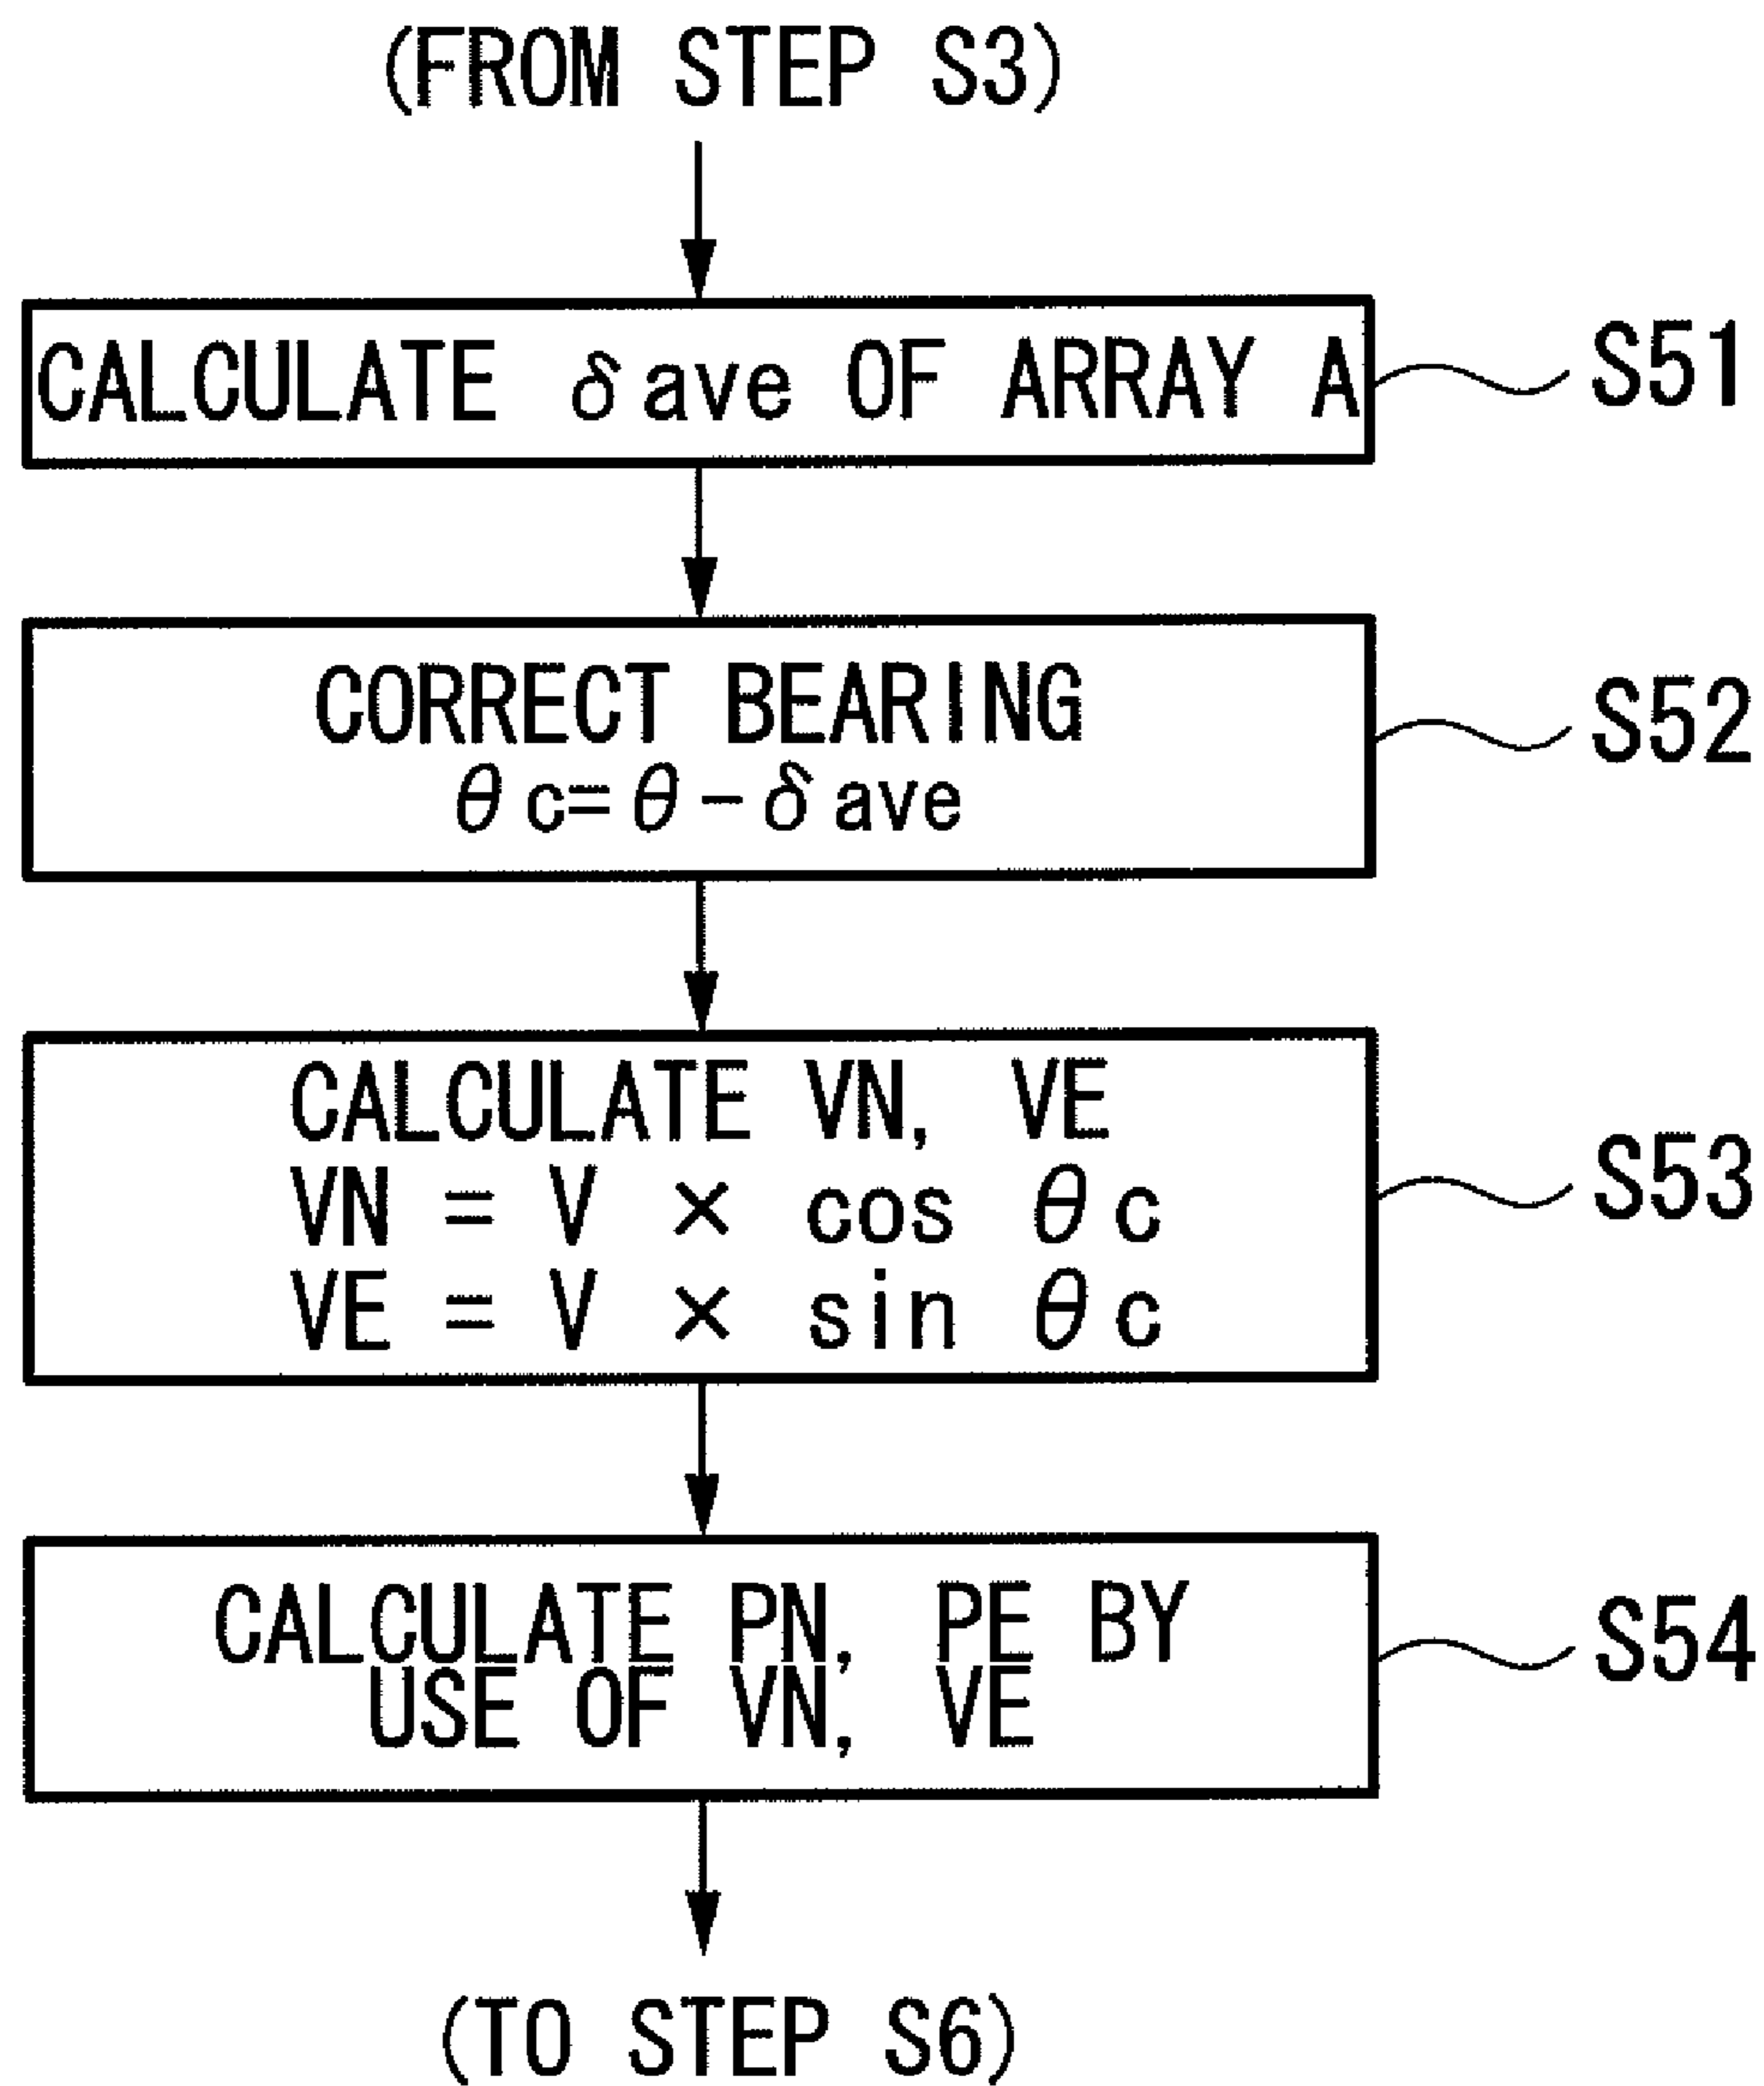 (FROM STEP S3)
CALCULATE δave OF ARRAY A
S51
CORRECT BEARING
θc=θ-δave
S52
CALCULATE VN, VE
VN = V × cos θc
VE = V × sin θc
S53
CALCULATE PN, PE BY
USE OF VN, VE
S54
(TO STEP S6)